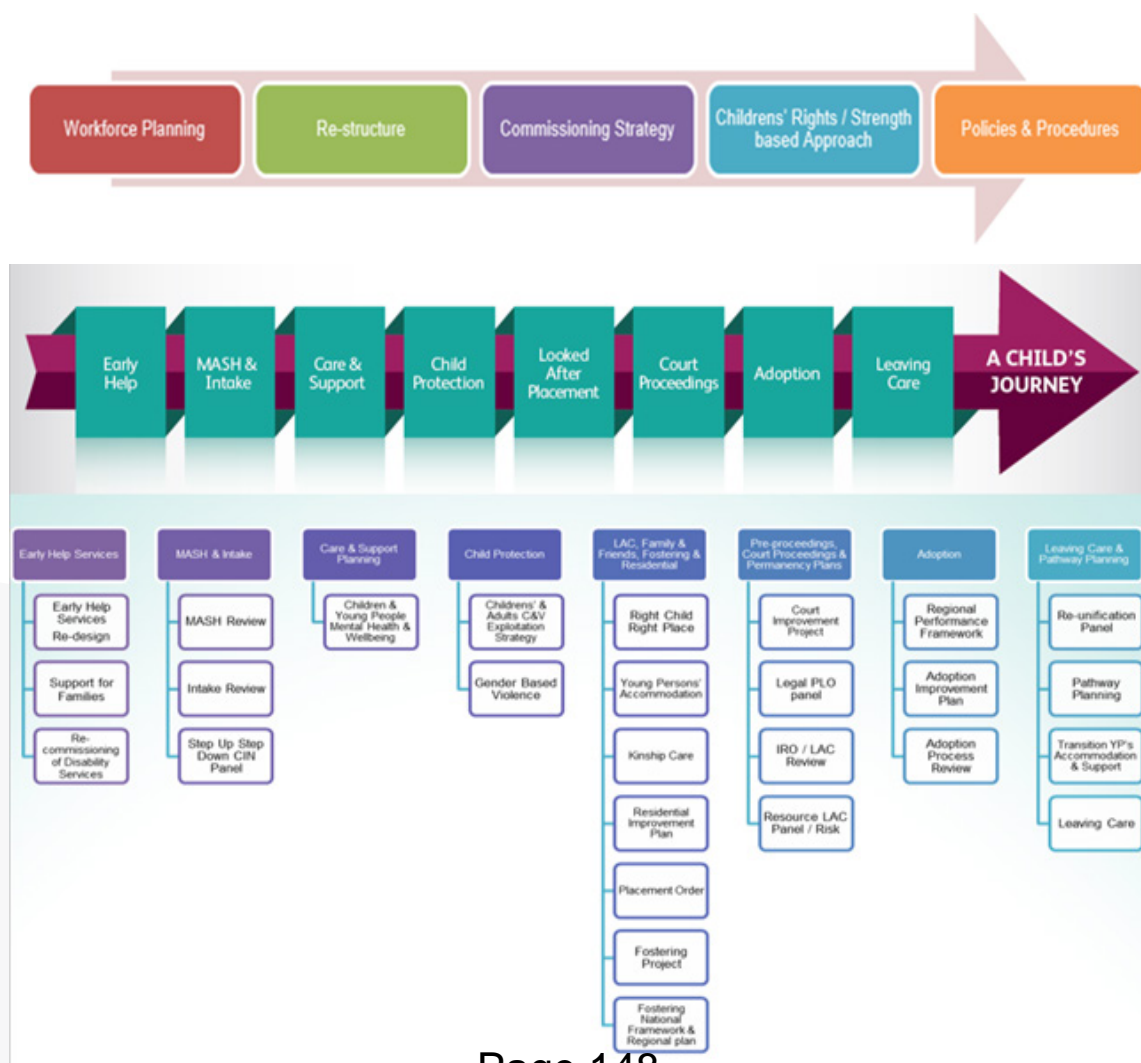 Workforce Planning
Re-structure
Commissioning Strategy
Childrens' Rights / Strength
based Approach
Policies & Procedures
Early
Help
MASH &
Intake
Care &
Support
Child
Protection
Looked
After
Placement
Court
Proceedings
Adoption
Leaving
Care
A CHILD'S
JOURNEY
Early Help Services
Early Help
Services
Re-design
Support for
Families
Re-
commissioning
of Disability
Services
MASH & Intake
MASH Review
Intake Review
Step Up Step
Down CIN
Panel
Care & Support
Planning
Children &
Young People
Mental Health &
Wellbeing
Child Protection
Childrens' &
Adults C&V
Exploitation
Strategy
Gender Based
Violence
LAC, Family &
Friends, Fostering &
Residential
Right Child
Right Place
Young Persons'
Accommodation
Kinship Care
Residential
Improvement
Plan
Placement Order
Fostering
Project
Fostering
National
Framework &
Regional plan
Pre-proceedings,
Court Proceedings &
Permanency Plans
Court
Improvement
Project
Legal PLO
panel
IRO / LAC
Review
Resource LAC
Panel / Risk
Adoption
Regional
Performance
Framework
Adoption
Improvement
Plan
Adoption
Process
Review
Leaving Care &
Pathway Planning
Re-unification
Panel
Pathway
Planning
Transition YP's
Accommodation
& Support
Leaving Care
Page 148